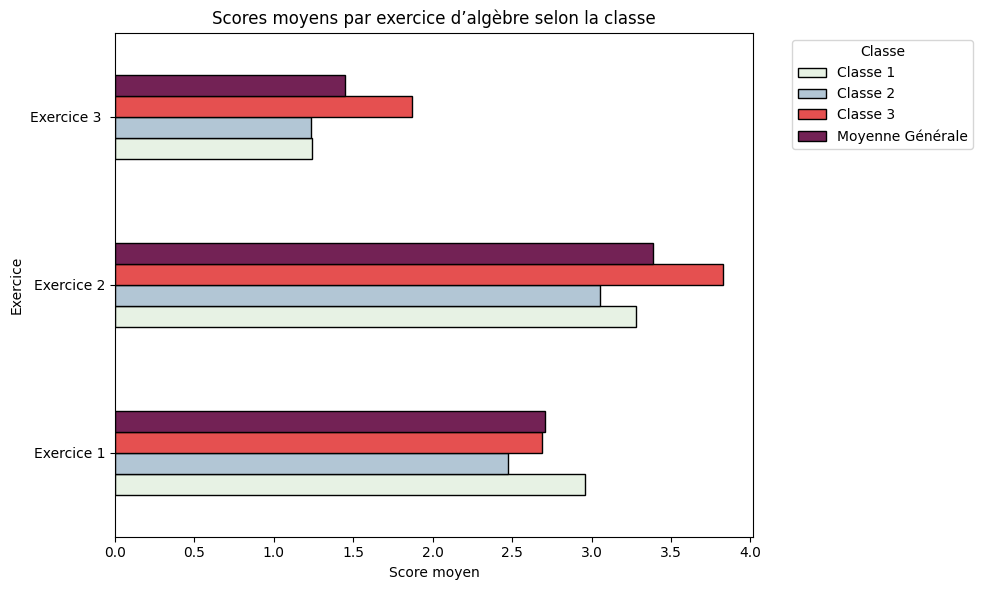 Scores moyens par exercice d’algèbre selon la classe
Classe
Classe 1
Classe 2
Classe 3
Moyenne Générale
Exercice
Exercice 3
Exercice 2
Exercice 1
0.0 0.5 1.0 1.5 2.0 2.5 3.0 3.5 4.0
Score moyen